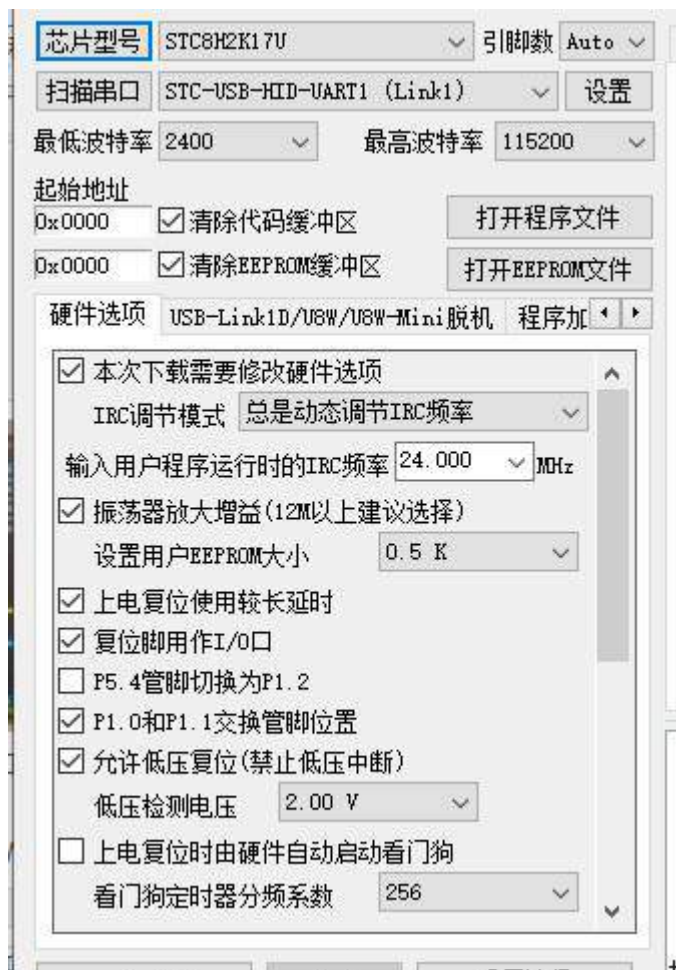 芯片型号 STC8H2K17U 引脚数 Auto
扫描串口 STC-USB-HID-UART1 (Link1) 设置
最低波特率 2400 最高波特率 115200
起始地址
0x0000 清除代码缓冲区 打开程序文件
0x0000 清除EEPROM缓冲区 打开EEPROM文件
硬件选项 USB-Link1D/U8W/U8W-Mini脱机 程序加
本次下载需要修改硬件选项
IRC调节模式 总是动态调节IRC频率
输入用户程序运行时的IRC频率 24.000 MHz
振荡器放大增益(12M以上建议选择)
设置用户EEPROM大小 0.5 K
上电复位使用较长延时
复位脚用作I/O口
P5.4管脚切换为P1.2
P1.0和P1.1交换管脚位置
允许低压复位(禁止低压中断)
低压检测电压 2.00 V
上电复位时由硬件自动启动看门狗
看门狗定时器分频系数 256